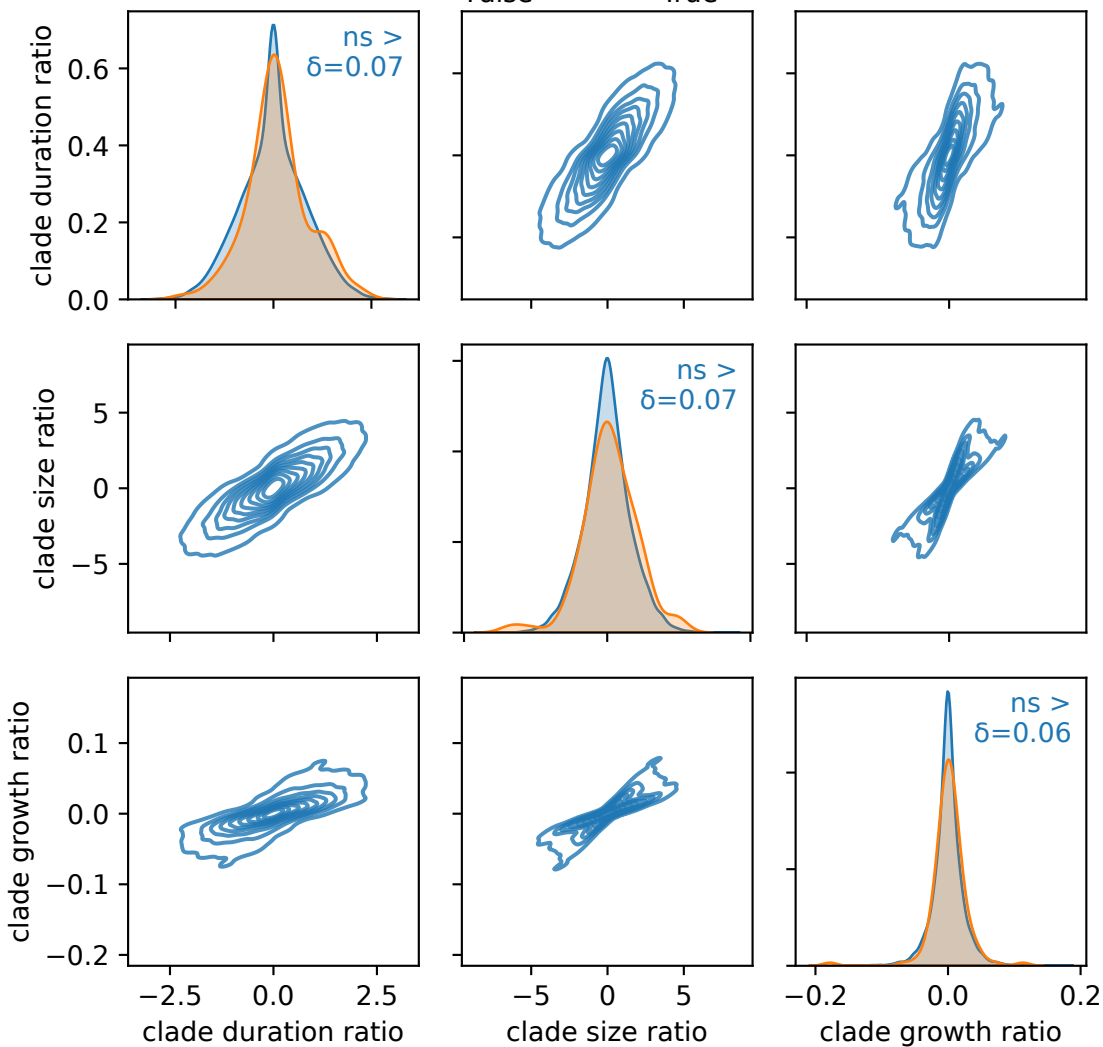 clade duration ratio
0.6
0.4
0.2
0.0
ns >
δ=0.07
clade size ratio
5
0
−5
ns >
δ=0.07
clade growth ratio
0.1
0.0
−0.1
−0.2
ns >
δ=0.06
−2.5 0.0 2.5
−5 0 5
−0.2 0.0 0.2
clade duration ratio
clade size ratio
clade growth ratio